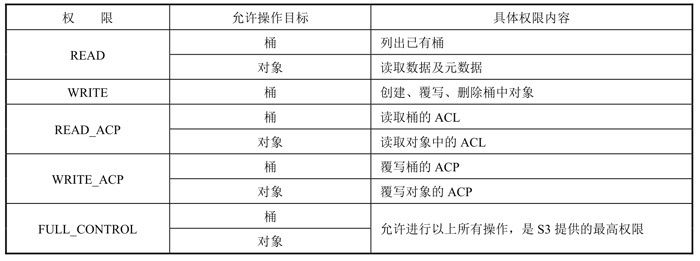 权 限 允许操作目标 具体权限内容
READ 桶 列出已有桶
对象 读取数据及元数据
WRITE 桶 创建、覆写、删除桶中对象
READ_ACP 桶 读取桶的 ACL
对象 读取对象中的 ACL
WRITE_ACP 桶 覆写桶的 ACP
对象 覆写对象的 ACP
FULL_CONTROL 桶 允许进行以上所有操作，是 S3 提供的最高权限
对象